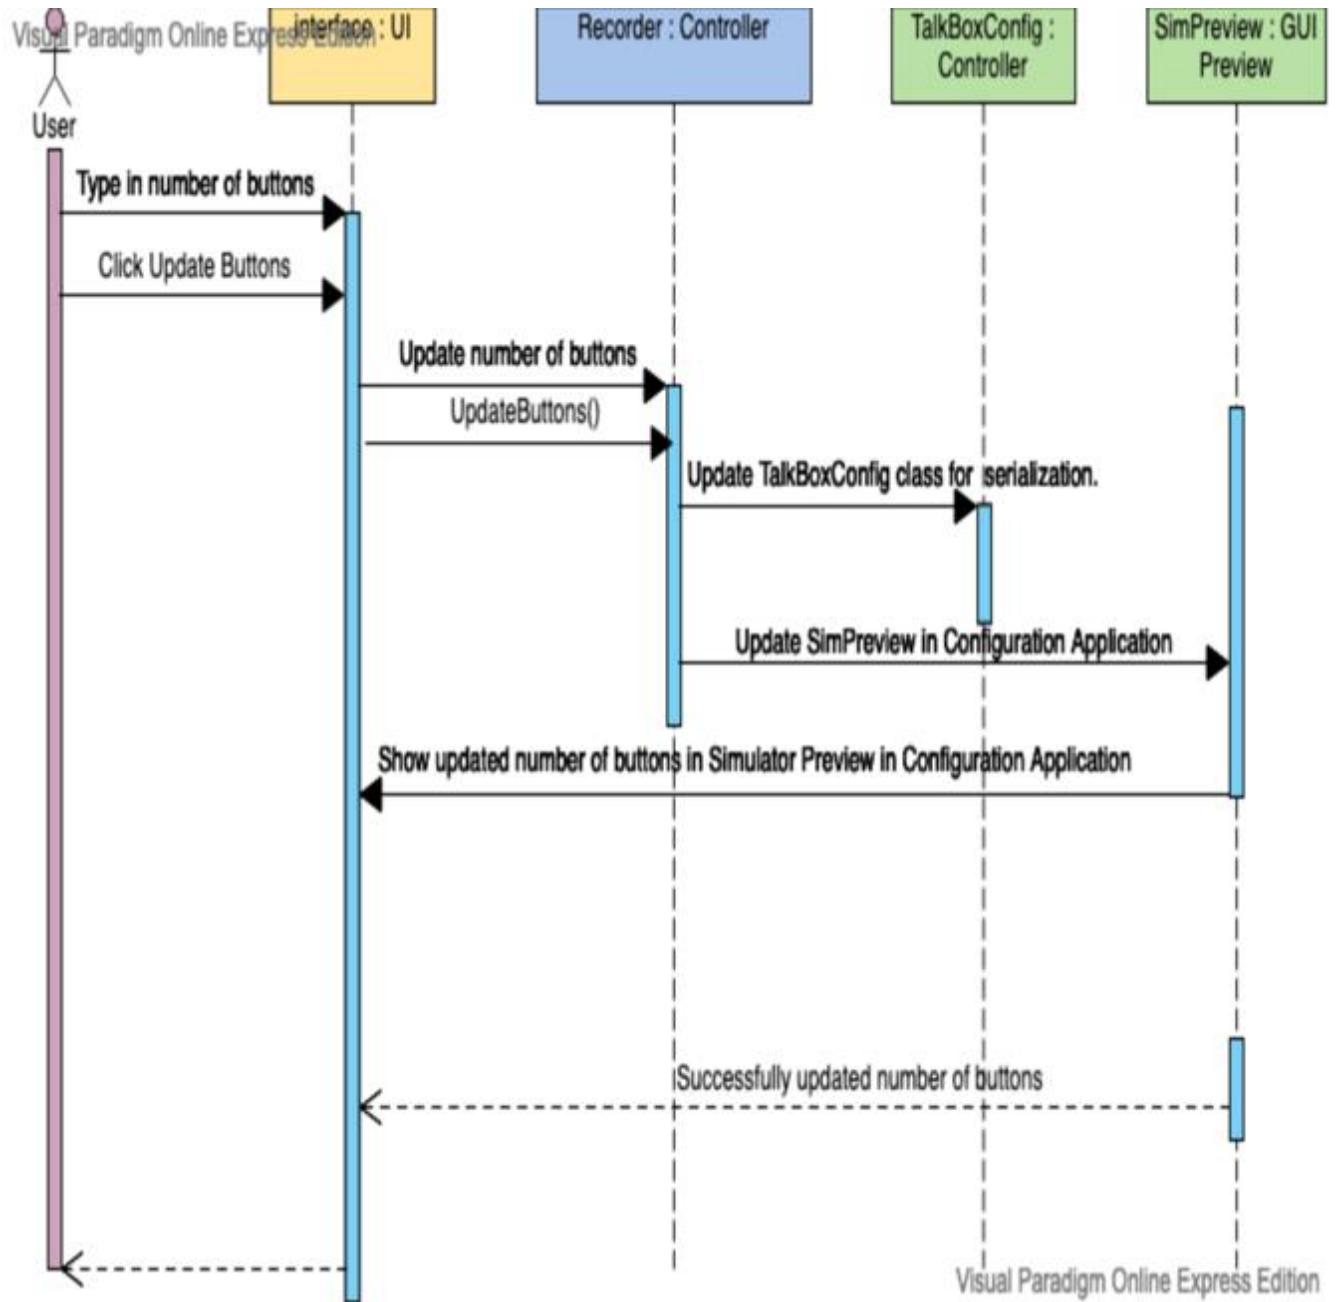 Visual Paradigm Online Express Edition
interface : UI
Recorder : Controller
TalkBoxConfig :
Controller
SimPreview : GUI
Preview
User
Type in number of buttons
Click Update Buttons
Update number of buttons
UpdateButtons()
Update TalkBoxConfig class for serialization.
Update SimPreview in Configuration Application
Show updated number of buttons in Simulator Preview in Configuration Application
Successfully updated number of buttons
Visual Paradigm Online Express Edition